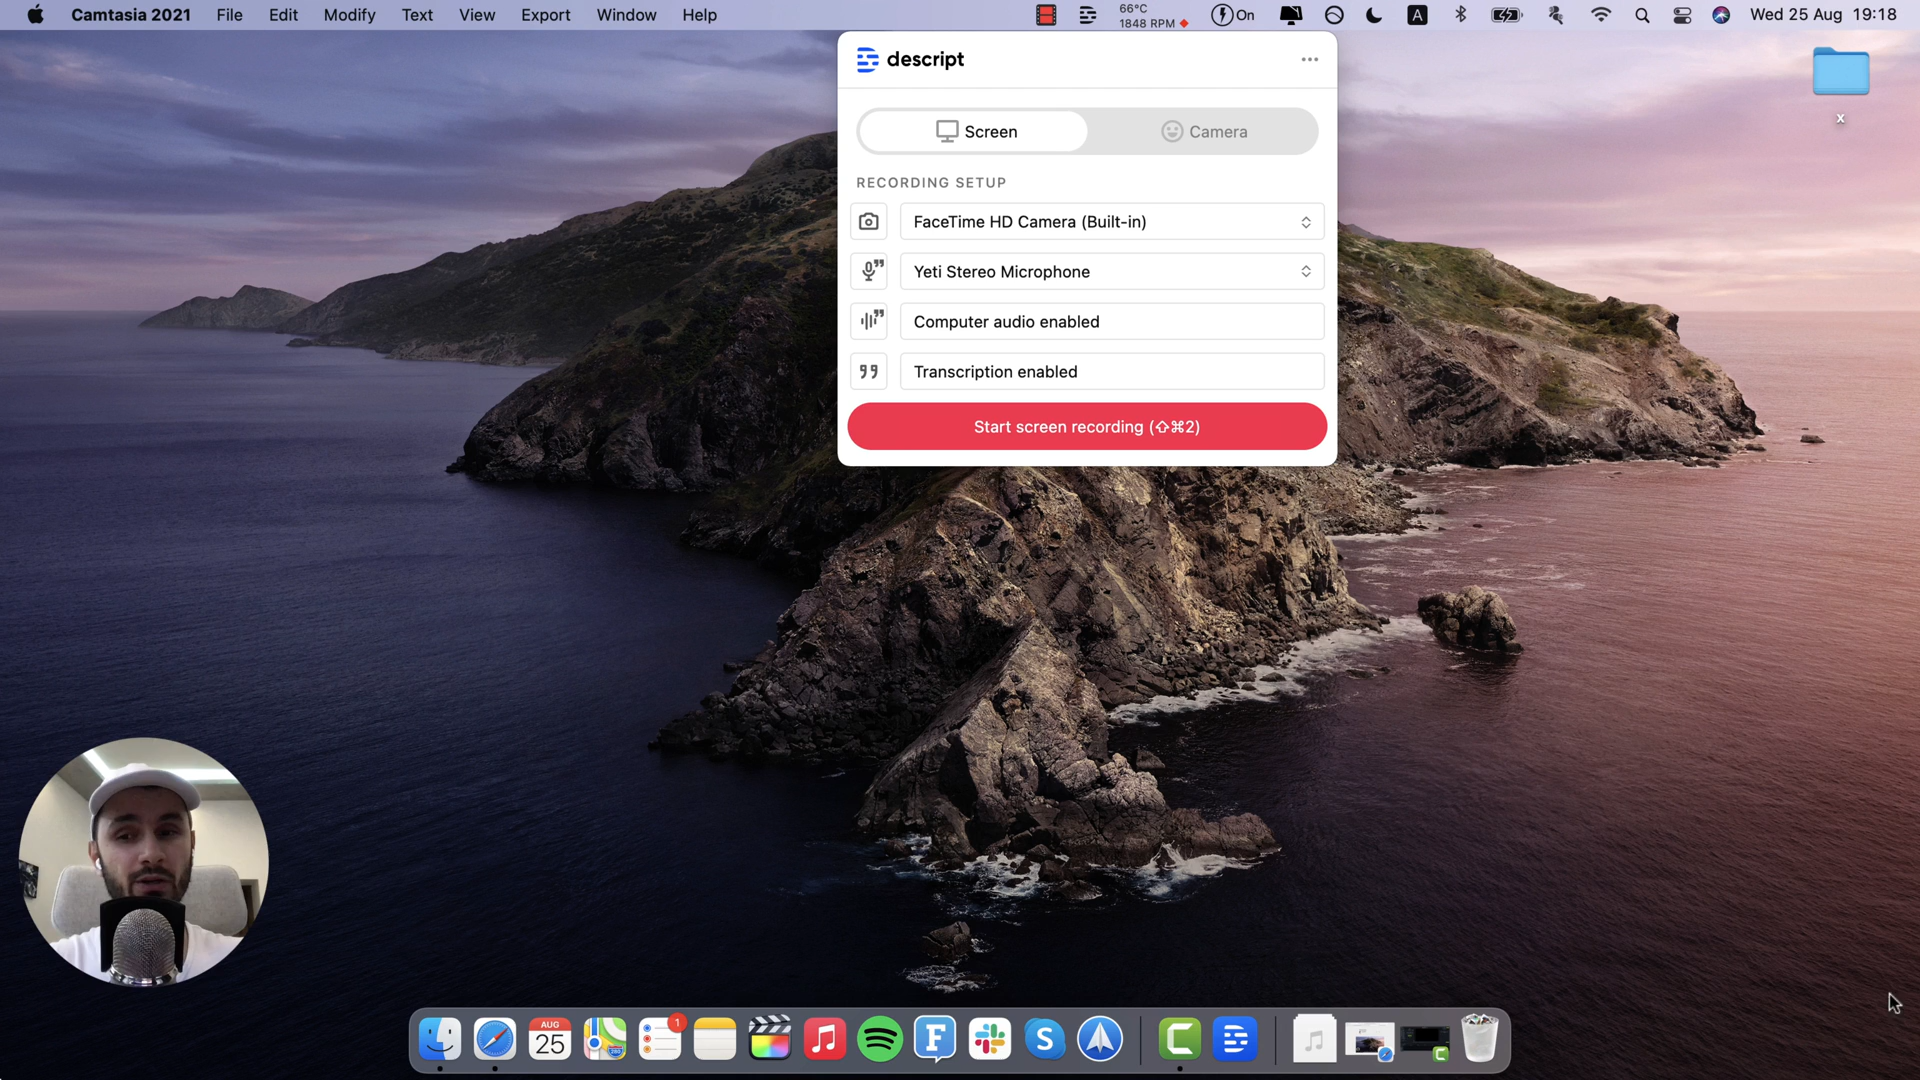 Camtasia 2021 File Edit Modify Text View Export Window Help 66°C On A Wed 25 Aug 19:18
1848 RPM
descript
x
Screen Camera
RECORDING SETUP
FaceTime HD Camera (Built-in)
Yeti Stereo Microphone
Computer audio enabled
Transcription enabled
Start screen recording (⇧⌘2)
AUG
25
1